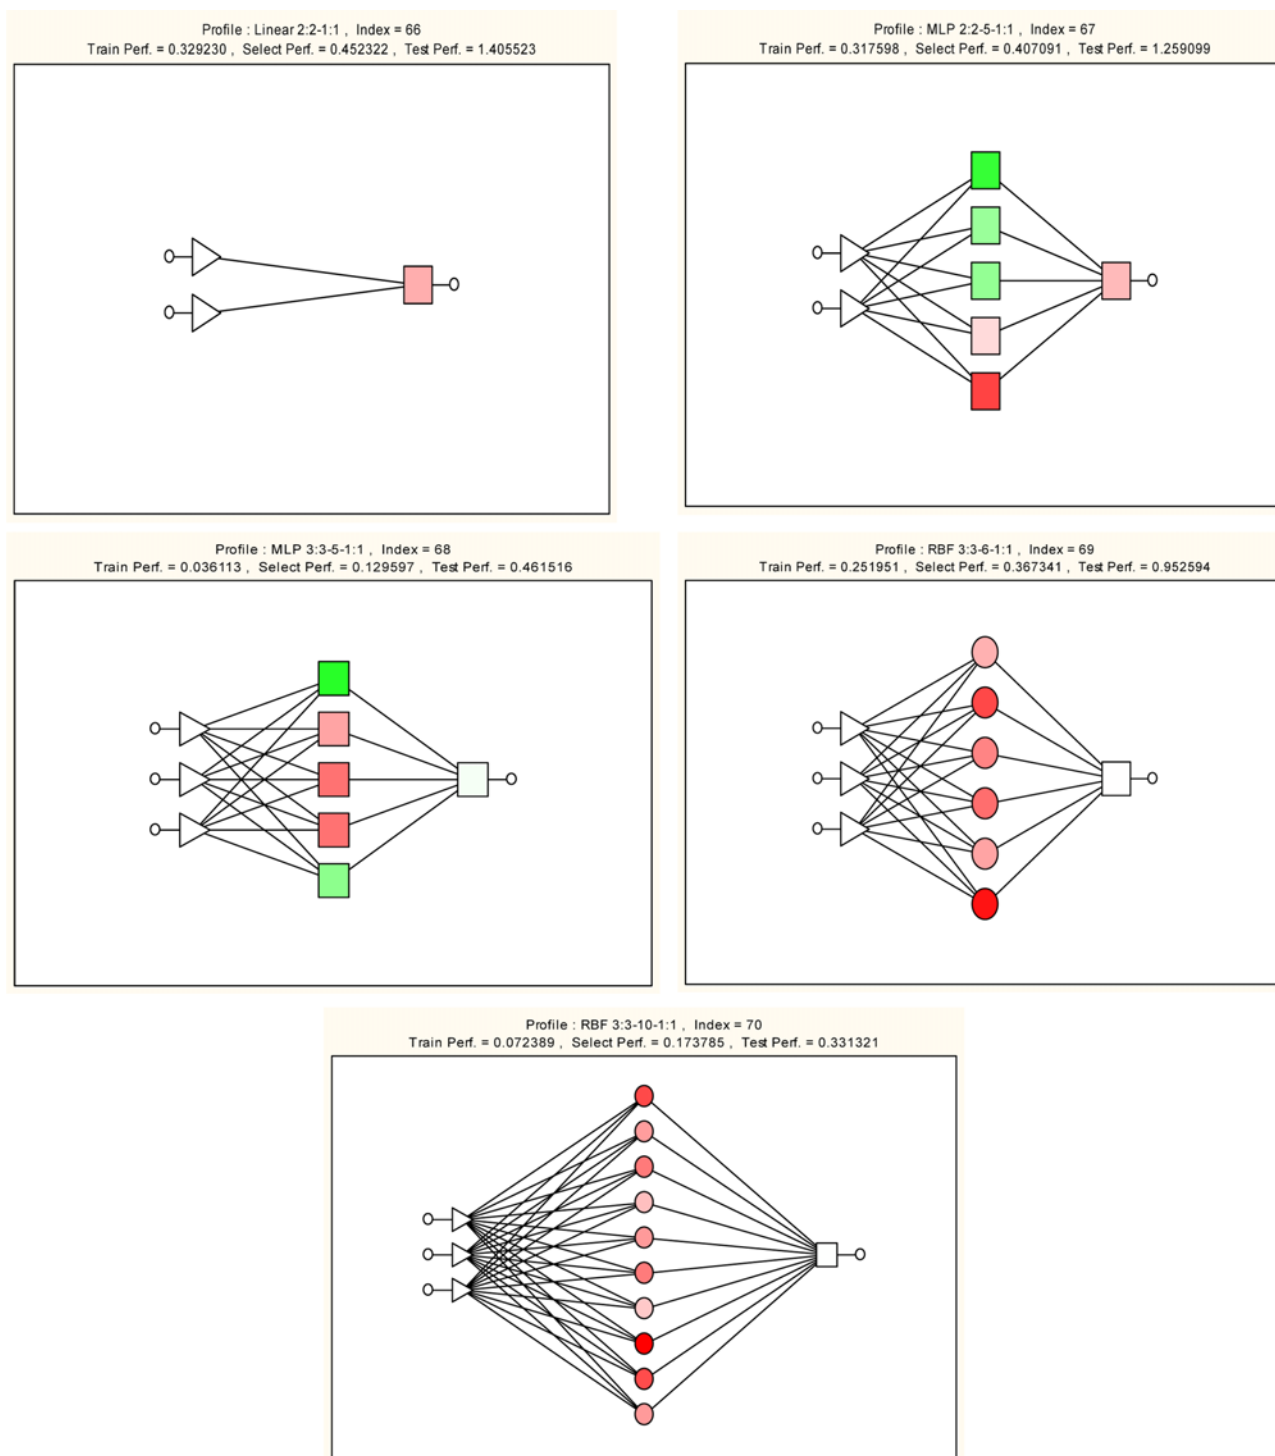 Profile : Linear 2:2-1:1 , Index = 66
Train Perf. = 0.329230 , Select Perf. = 0.452322 , Test Perf. = 1.405523
Profile : MLP 2:2-5-1:1 , Index = 67
Train Perf. = 0.317598 , Select Perf. = 0.407091 , Test Perf. = 1.259099
Profile : MLP 3:3-5-1:1 , Index = 68
Train Perf. = 0.036113 , Select Perf. = 0.129597 , Test Perf. = 0.461516
Profile : RBF 3:3-6-1:1 , Index = 69
Train Perf. = 0.251951 , Select Perf. = 0.367341 , Test Perf. = 0.952594
Profile : RBF 3:3-10-1:1 , Index = 70
Train Perf. = 0.072389 , Select Perf. = 0.173785 , Test Perf. = 0.331321